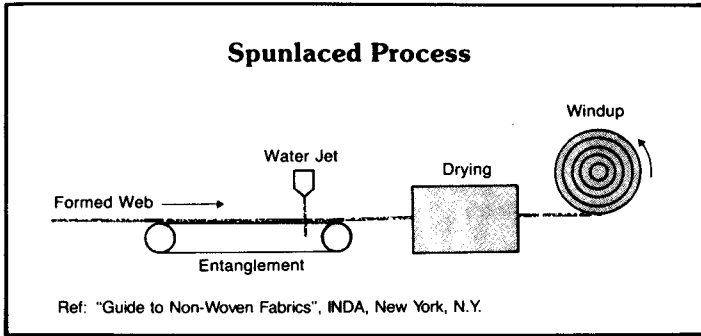 Spunlaced Process
Windup
Water Jet
Drying
Formed Web
Entanglement
Ref: "Guide to Non-Woven Fabrics", INDA, New York, N.Y.